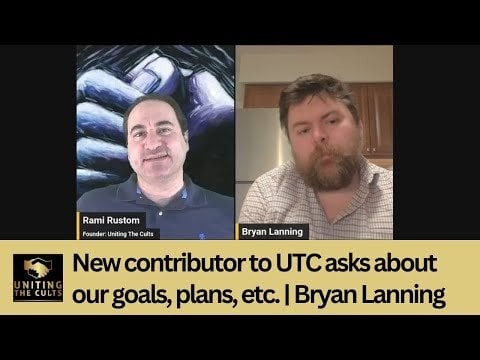 Rami Rustom
Founder: Uniting The Cults
Bryan Lanning
UNITING
THE CULTS
New contributor to UTC asks about
our goals, plans, etc. | Bryan Lanning